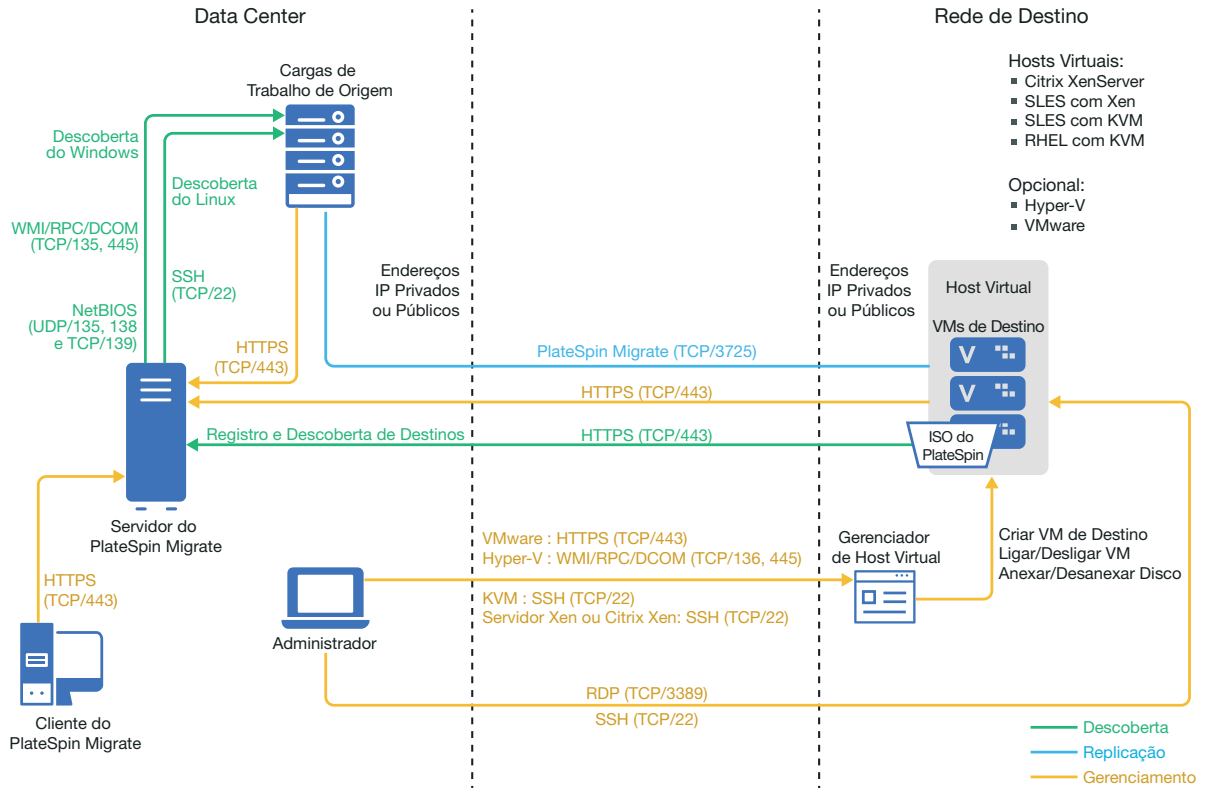 Data Center
Rede de Destino
Hosts Virtuais:
Citrix XenServer
SLES com Xen
SLES com KVM
RHEL com KVM
Opcional:
Hyper-V
VMware
Cargas de
Trabalho de Origem
Descoberta
do Windows
Descoberta
do Linux
WMI/RPC/DCOM
(TCP/135, 445)
SSH
(TCP/22)
NetBIOS
(UDP/135, 138
e TCP/139)
HTTPS
(TCP/443)
Endereços
IP Privados
ou Públicos
Endereços
IP Privados
ou Públicos
Host Virtual
VMs de Destino
V
V
PlateSpin Migrate (TCP/3725)
HTTPS (TCP/443)
Registro e Descoberta de Destinos
HTTPS (TCP/443)
ISO do
PlateSpin
Servidor do
PlateSpin Migrate
VMware : HTTPS (TCP/443)
Hyper-V : WMI/RPC/DCOM (TCP/136, 445)
KVM : SSH (TCP/22)
Servidor Xen ou Citrix Xen: SSH (TCP/22)
Gerenciador
de Host Virtual
Criar VM de Destino
Ligar/Desligar VM
Anexar/Desanexar Disco
HTTPS
(TCP/443)
Administrador
Cliente do
PlateSpin Migrate
RDP (TCP/3389)
SSH (TCP/22)
Descoberta
Replicação
Gerenciamento